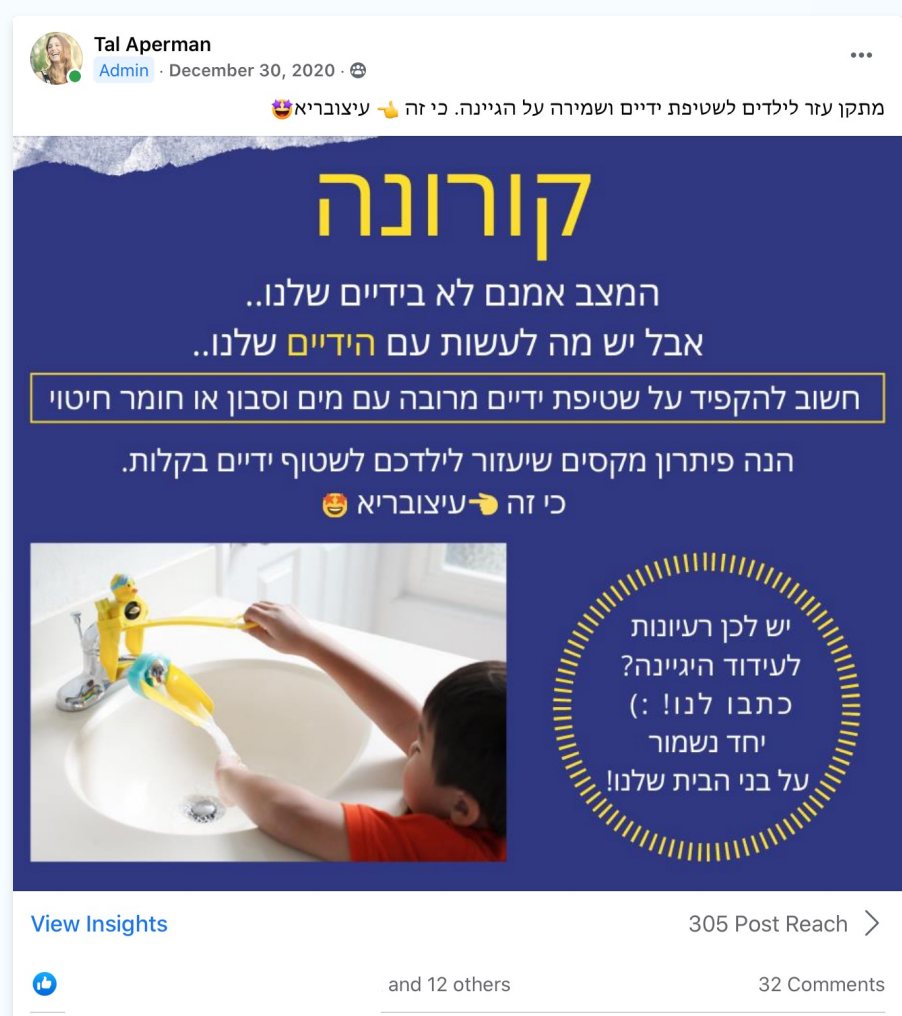 Tal Aperman
Admin · December 30, 2020 ·
מתקן עזר לילדים לשטיפת ידיים ושמירה על הגיינה. כי זה 👈 עיצובריא🤩
קורונה
המצב אמנם לא בידיים שלנו..
אבל יש מה לעשות עם הידיים שלנו..
חשוב להקפיד על שטיפת ידיים מרובה עם מים וסבון או חומר חיטוי
הנה פיתרון מקסים שיעזור לילדכם לשטוף ידיים בקלות.
כי זה 👈עיצובריא 🤩
יש לכן רעיונות
לעידוד היגיינה?
כתבו לנו! :)
יחד נשמור
על בני הבית שלנו!
View Insights
305 Post Reach
and 12 others
32 Comments